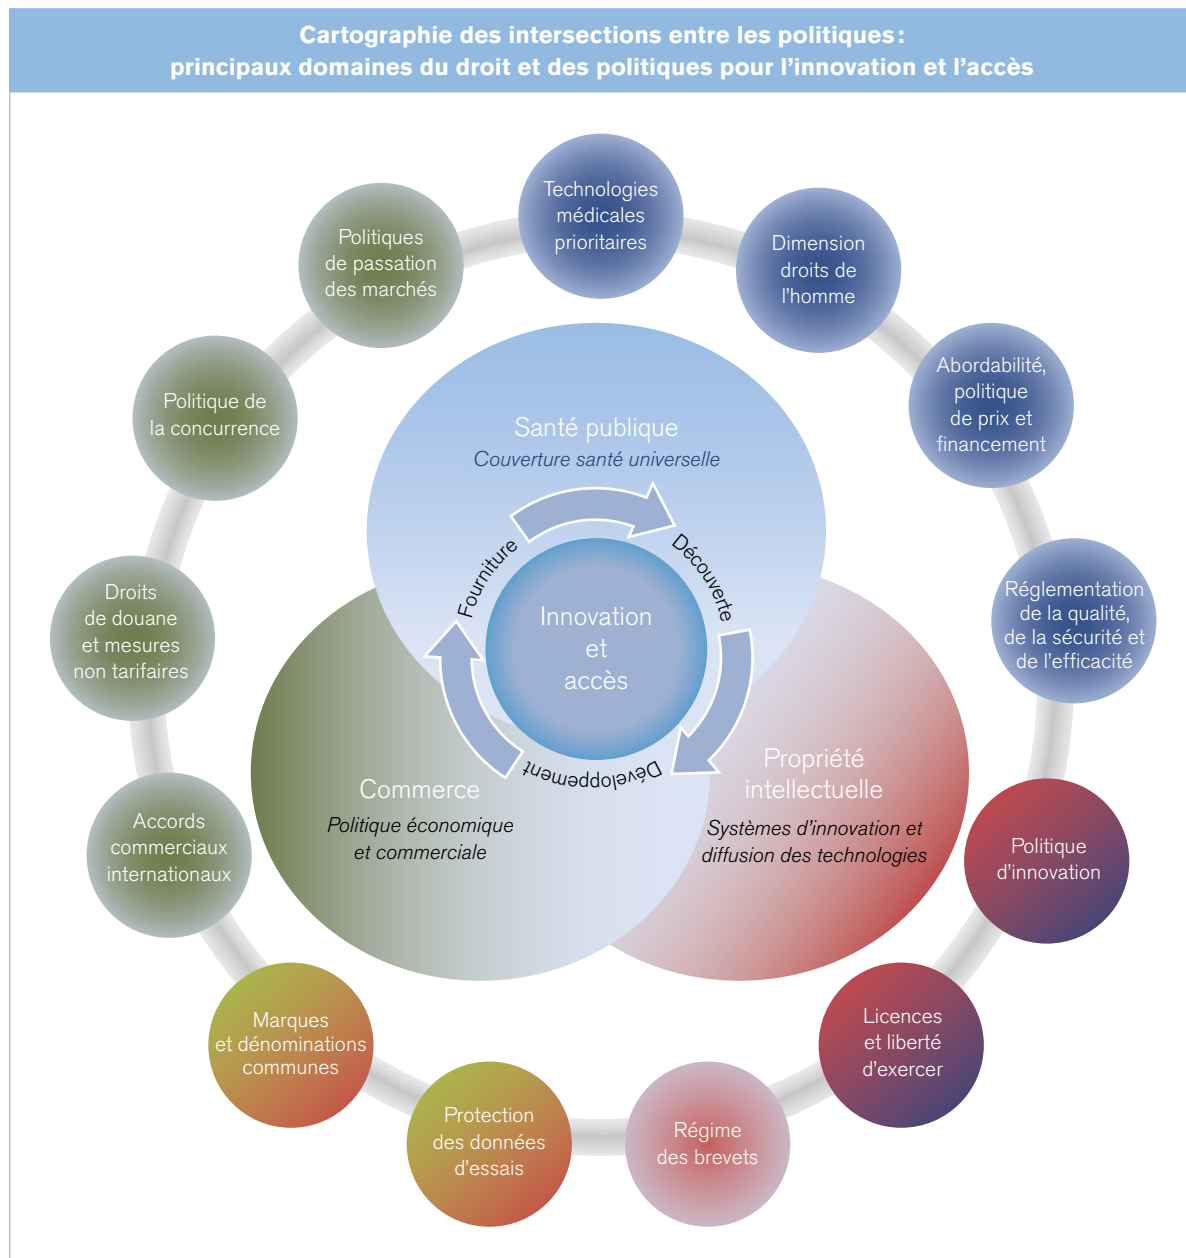 Cartographie des intersections entre les politiques :
principaux domaines du droit et des politiques pour l'innovation et l'accès
Technologies
médicales
prioritaires
Dimension
droits de
l'homme
Abordabilité,
politique
de prix et
financement
Réglementation
de la qualité,
de la sécurité et
de l'efficacité
Politique
d'innovation
Licences
et liberté
d'exercer
Régime
des brevets
Protection
des données
d'essais
Marques
et dénominations
communes
Accords
commerciaux
internationaux
Droits
de douane
et mesures
non tarifaires
Politique de
la concurrence
Politiques
de passation
des marchés
Santé publique
Couverture santé universelle
Fourniture
Découverte
Développement
Innovation
et
accès
Commerce
Politique économique
et commerciale
Propriété
intellectuelle
Systèmes d'innovation et
diffusion des technologies